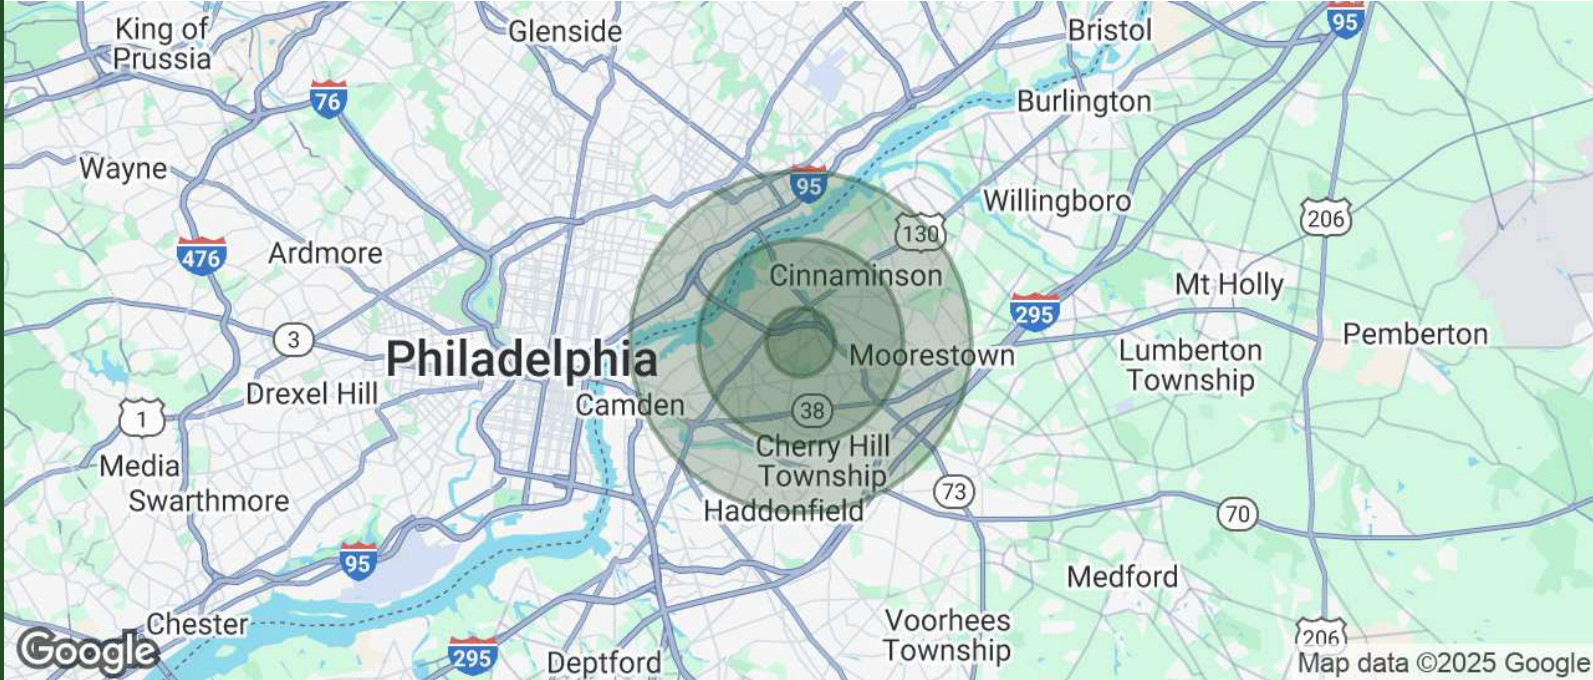 King of
Prussia
Glenside
Bristol
95
76
Burlington
Wayne
95
Willingboro
206
130
Ardmore
476
Cinnaminson
Mt Holly
295
3
Pemberton
Philadelphia
Moorestown
Lumberton
Township
Drexel Hill
Camden
38
1
Cherry Hill
Township
Media
Swarthmore
73
Haddonfield
70
95
Medford
Chester
Voorhees
Township
206
Google
295
Deptford
Map data ©2025 Google